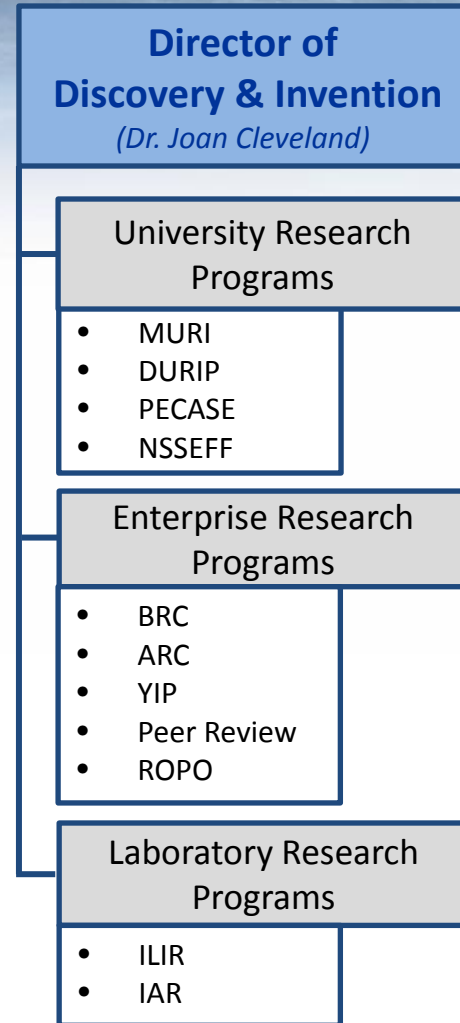 Director of
Discovery & Invention
(Dr. Joan Cleveland)
University Research
Programs
• MURI
• DURIP
• PECASE
• NSSEFF
Enterprise Research
Programs
• BRC
• ARC
• YIP
• Peer Review
• ROPO
Laboratory Research
Programs
• ILIR
• IAR